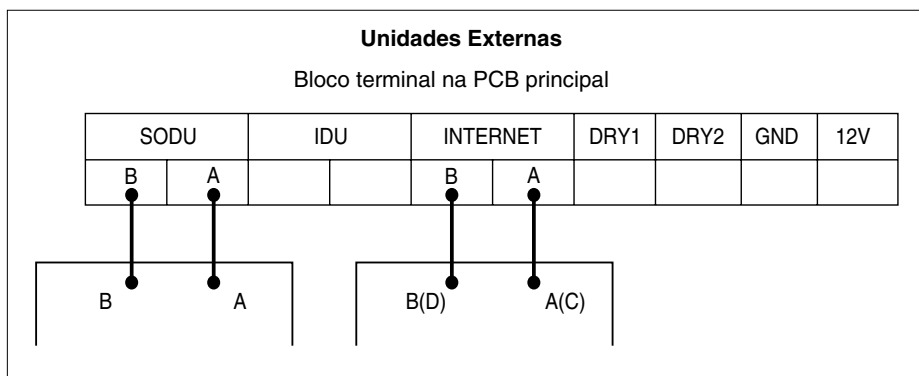 Unidades Externas
Bloco terminal na PCB principal
SODU IDU INTERNET DRY1 DRY2 GND 12V
B A B A
B A B(D) A(C)